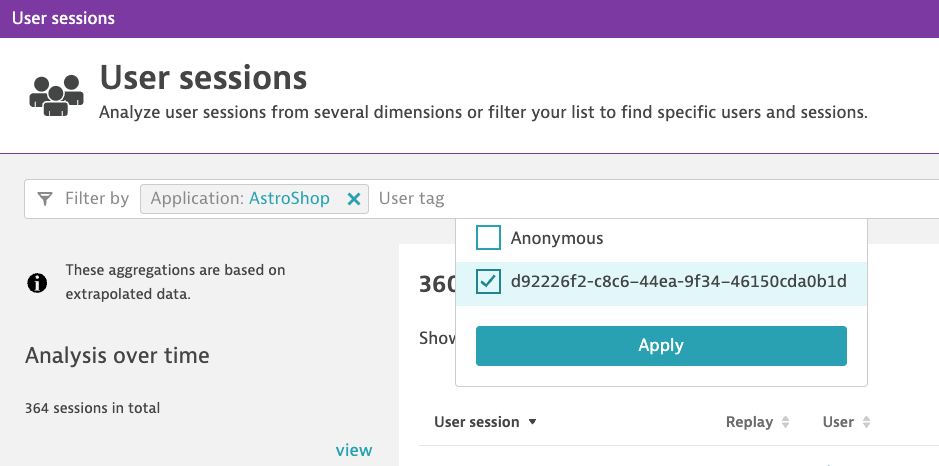 User sessions
User sessions
Analyze user sessions from several dimensions or filter your list to find specific users and sessions.
Filter by Application: AstroShop User tag
Anonymous
d92226f2-c8c6-44ea-9f34-46150cda0b1d
Apply
These aggregations are based on
extrapolated data.
Analysis over time
364 sessions in total
view
360
Show
User session Replay User